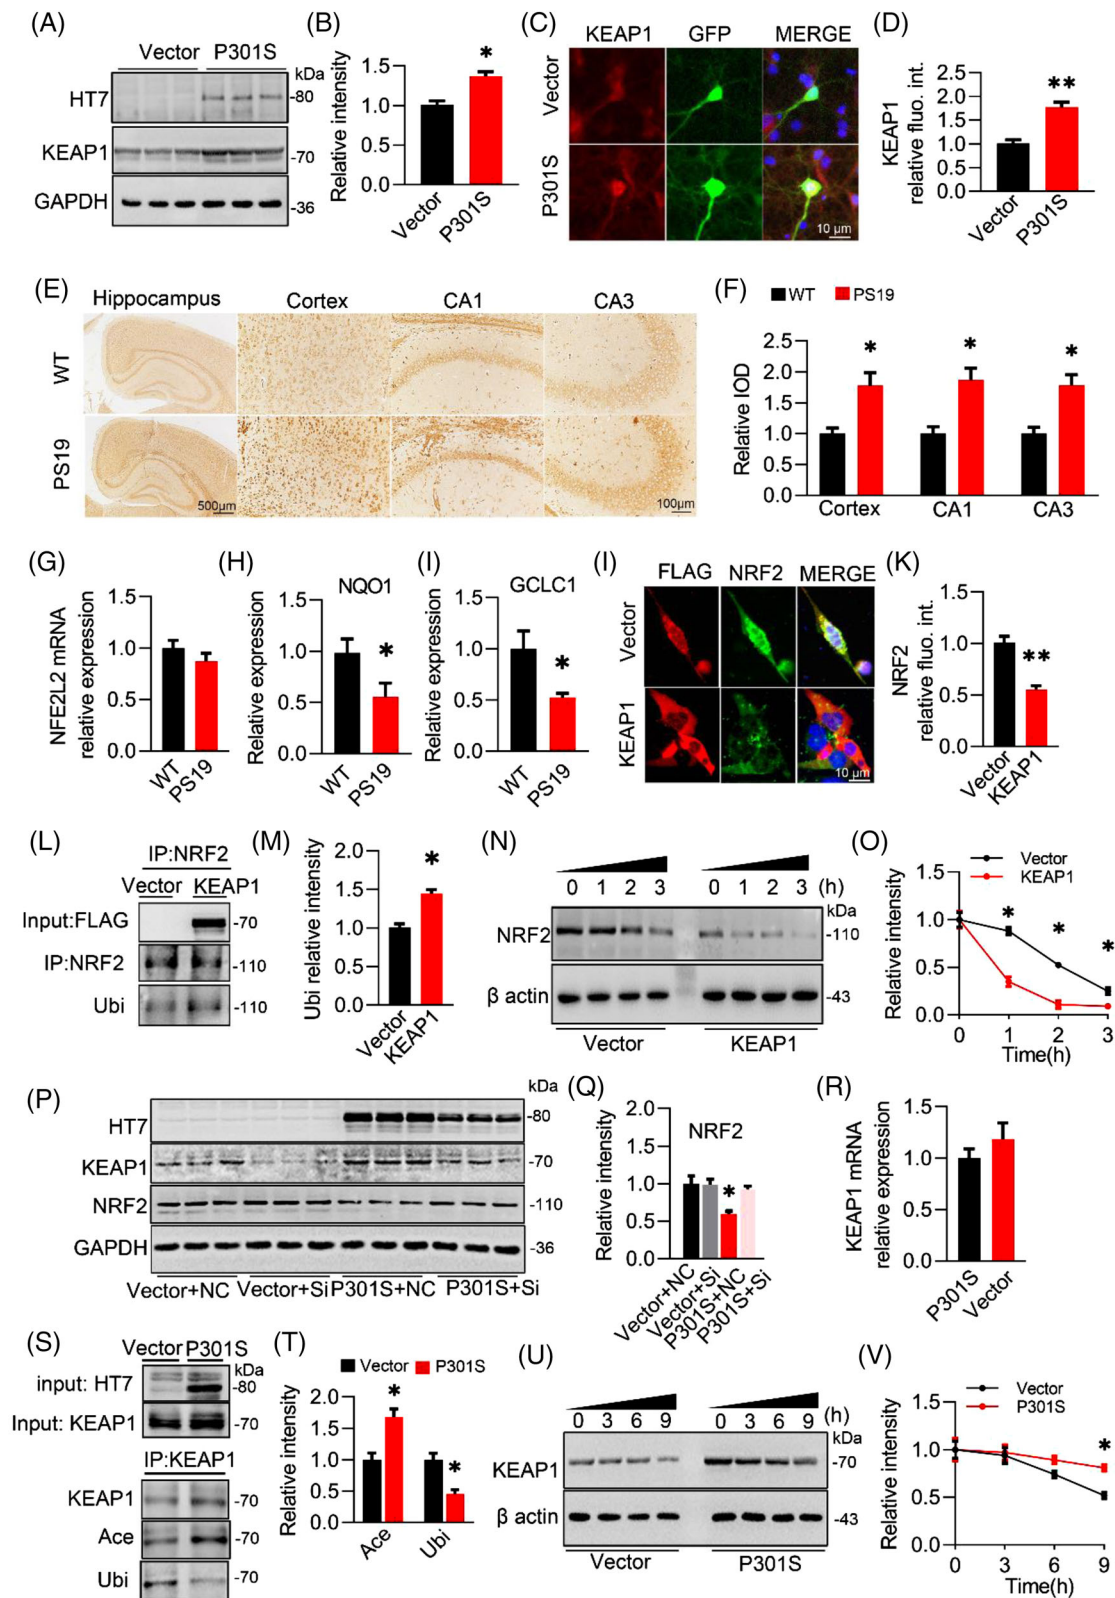 (A)
Vector P301S
kDa
HT7
-80
KEAP1
-70
GAPDH
-36
(B)
Relative intensity
1.5
1.0
0.5
0.0
*
Vector
P301S
(C)
KEAP1 GFP MERGE
Vector
P301S
10 μm
(D)
KEAP1
relative fluo. int.
2.5
2.0
1.5
1.0
0.5
0.0
**
Vector
P301S
(E)
Hippocampus Cortex CA1 CA3
WT
PS19
500μm
100μm
(F)
WT PS19
Relative IOD
2.5
2.0
1.5
1.0
0.5
0.0
* * *
Cortex CA1 CA3
(G)
NFE2L2 mRNA
relative expression
1.5
1.0
0.5
0.0
WT
PS19
(H)
NQO1
Relative expression
1.5
1.0
0.5
0.0
*
WT
PS19
(I)
GCLC1
Relative expression
1.5
1.0
0.5
0.0
*
WT
PS19
(I)
FLAG NRF2 MERGE
Vector
KEAP1
10 μm
(K)
NRF2
relative fluo. int.
1.5
1.0
0.5
0.0
**
Vector
KEAP1
(L)
IP:NRF2
Vector KEAP1
Input:FLAG
-70
IP:NRF2
-110
Ubi
-110
(M)
Ubi relative intensity
2.0
1.5
1.0
0.5
0.0
*
Vector
KEAP1
(N)
0 1 2 3 0 1 2 3 (h)
kDa
NRF2
-110
β actin
-43
Vector KEAP1
(O)
Vector
KEAP1
Relative intensity
1.5
1.0
0.5
0.0
* * *
0 1 2 3
Time(h)
(P)
kDa
HT7
-80
KEAP1
-70
NRF2
-110
GAPDH
-36
Vector+NC Vector+Si P301S+NC P301S+Si
(Q)
NRF2
Relative intensity
2.0
1.5
1.0
0.5
0.0
*
Vector+NC
Vector+Si
P301S+NC
P301S+Si
(R)
KEAP1 mRNA
relative expression
1.5
1.0
0.5
0.0
P301S
Vector
(S)
Vector P301S
kDa
input: HT7
-80
Input: KEAP1
-70
IP:KEAP1
KEAP1
-70
Ace
-70
Ubi
-70
(T)
Vector P301S
Relative intensity
2.0
1.5
1.0
0.5
0.0
* *
Ace Ubi
(U)
0 3 6 9 0 3 6 9 (h)
kDa
KEAP1
-70
β actin
-43
Vector P301S
(V)
Vector
P301S
Relative intensity
1.5
1.0
0.5
0.0
*
0 3 6 9
Time(h)